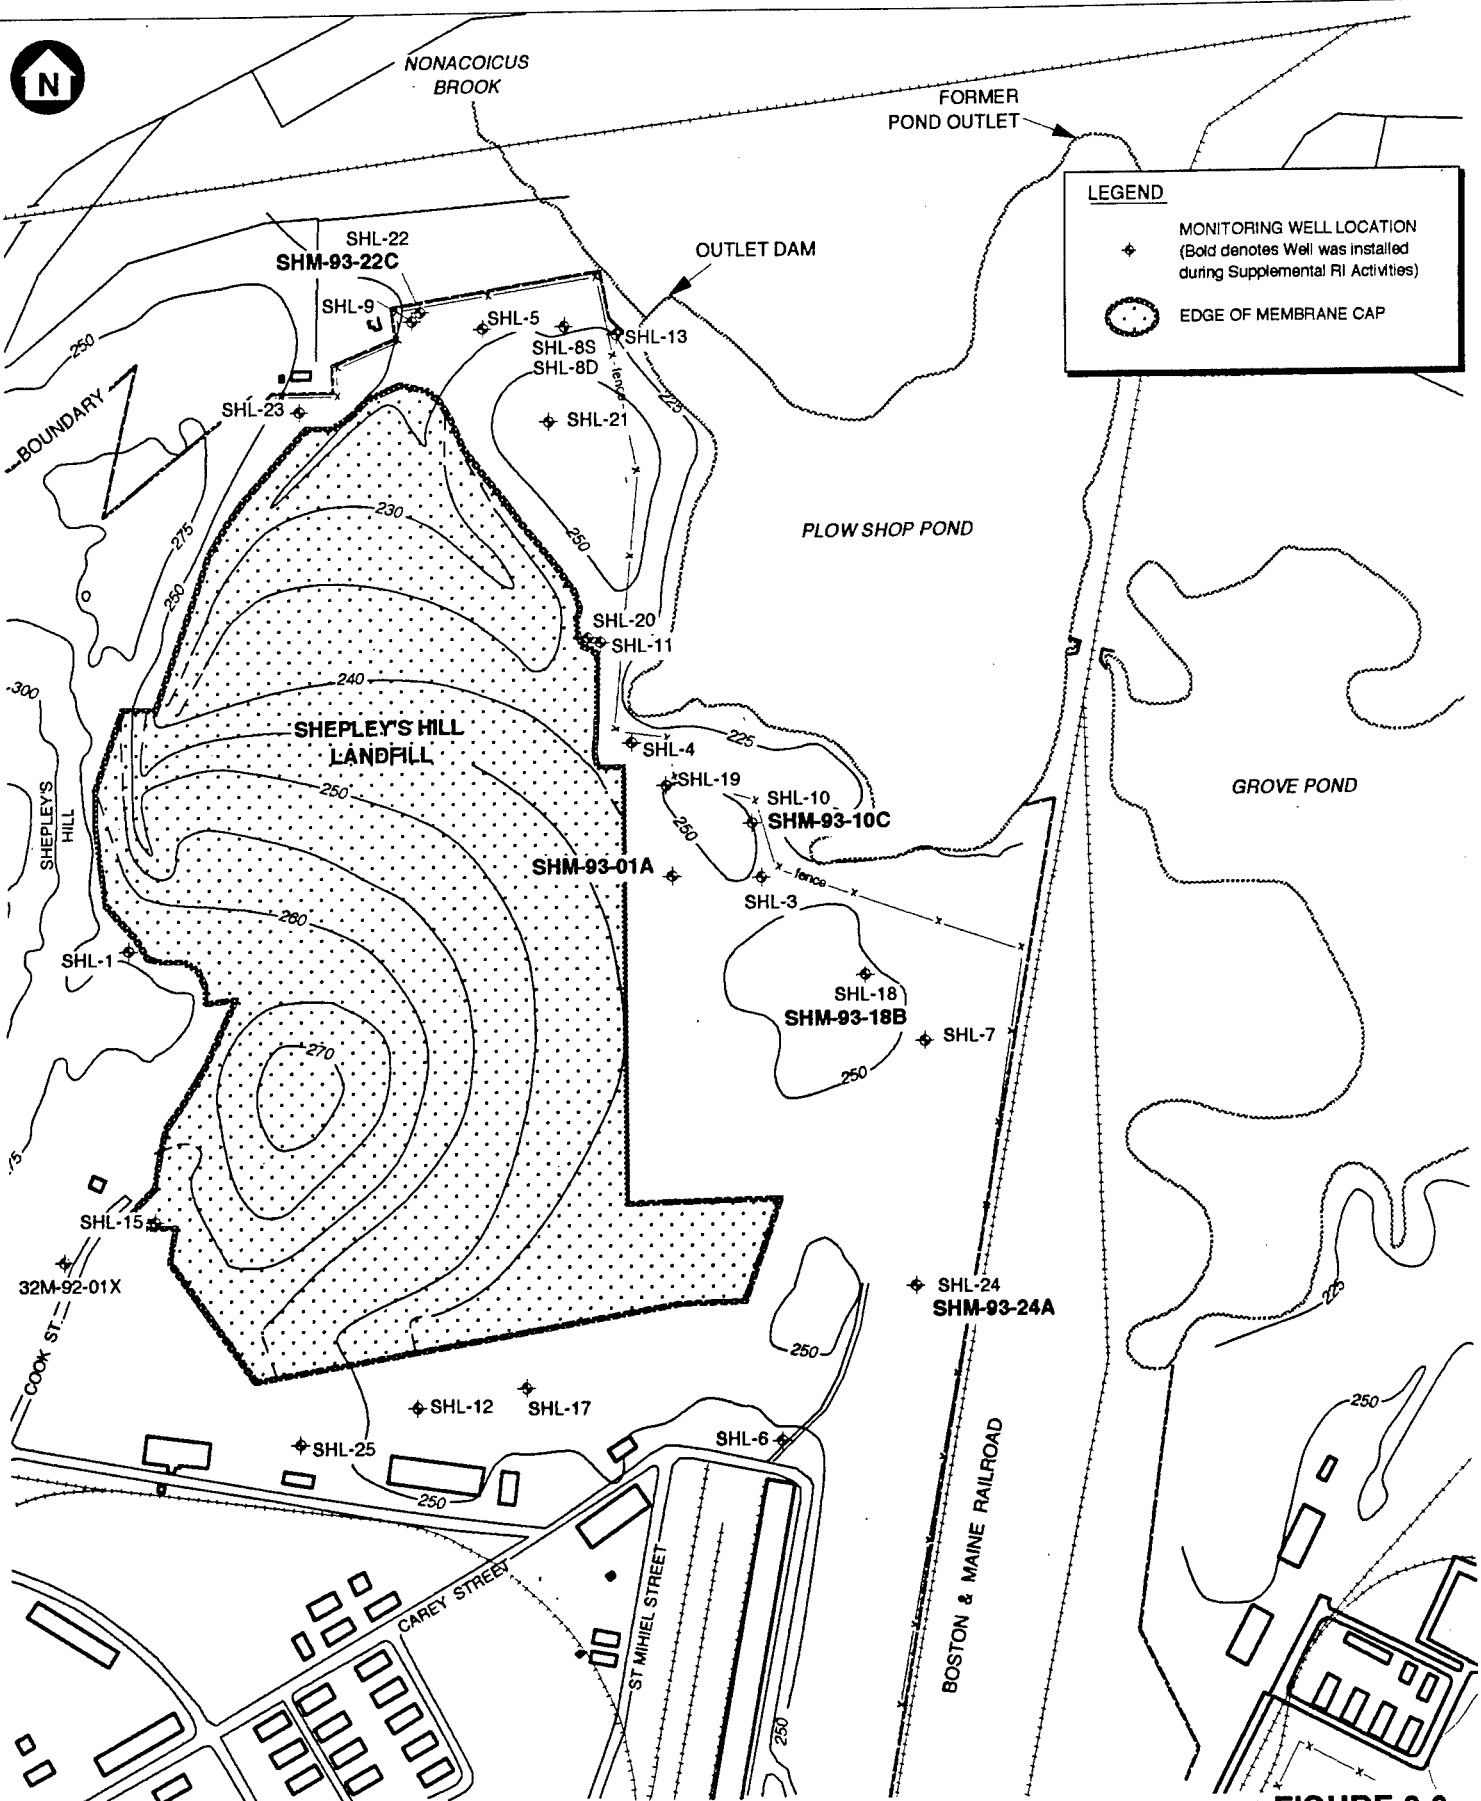 NONACOICUS
BROOK
N
FORMER
POND OUTLET
LEGEND
MONITORING WELL LOCATION
(Bold denotes Well was installed
during Supplemental RI Activities)
EDGE OF MEMBRANE CAP
SHL-22
SHM-93-22C
OUTLET DAM
SHL-9
SHL-5
SHL-13
SHL-8S
SHL-8D
250
fence
225
BOUNDARY
SHL-23
SHL-21
230
275
250
250
PLOW SHOP POND
SHL-20
SHL-11
300
240
SHEPLEY'S HILL
LANDFILL
225
SHL-4
SHL-19
250
SHL-10
SHM-93-10C
250
GROVE POND
SHEPLEY'S
HILL
SHM-93-01A
fence
SHL-3
260
SHL-1
SHL-18
SHM-93-18B
SHL-7
270
250
SHL-15
32M-92-01X
SHL-24
SHM-93-24A
225
COOK ST.
250
SHL-12
SHL-17
250
SHL-25
SHL-6
250
BOSTON & MAINE RAILROAD
CAREY STREET
ST MIHIEL STREET
250